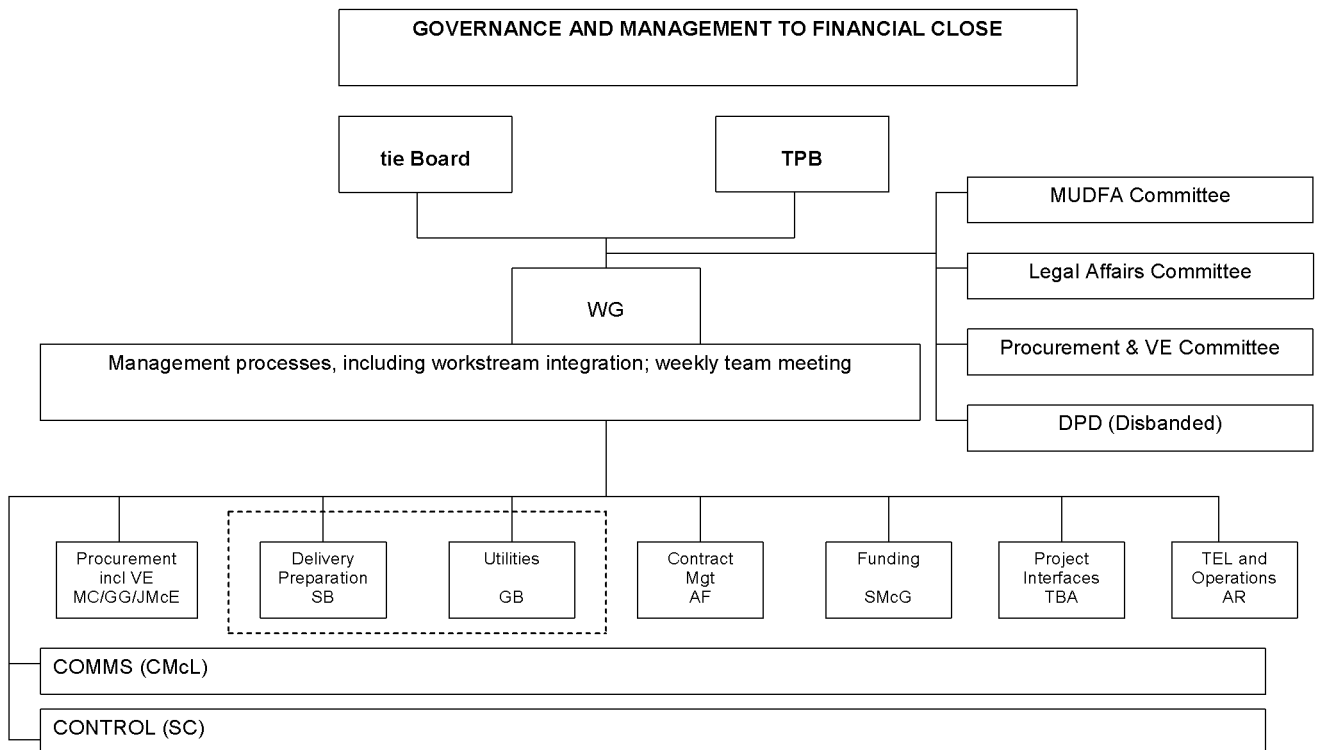 GOVERNANCE AND MANAGEMENT TO FINANCIAL CLOSE
tie Board
TPB
MUDFA Committee
Legal Affairs Committee
WG
Procurement & VE Committee
Management processes, including workstream integration; weekly team meeting
DPD (Disbanded)
Procurement
incl VE
MC/GG/JMcE
Delivery
Preparation
SB
Utilities
GB
Contract
Mgt
AF
Funding
SMcG
Project
Interfaces
TBA
TEL and
Operations
AR
COMMS (CMcL)
CONTROL (SC)